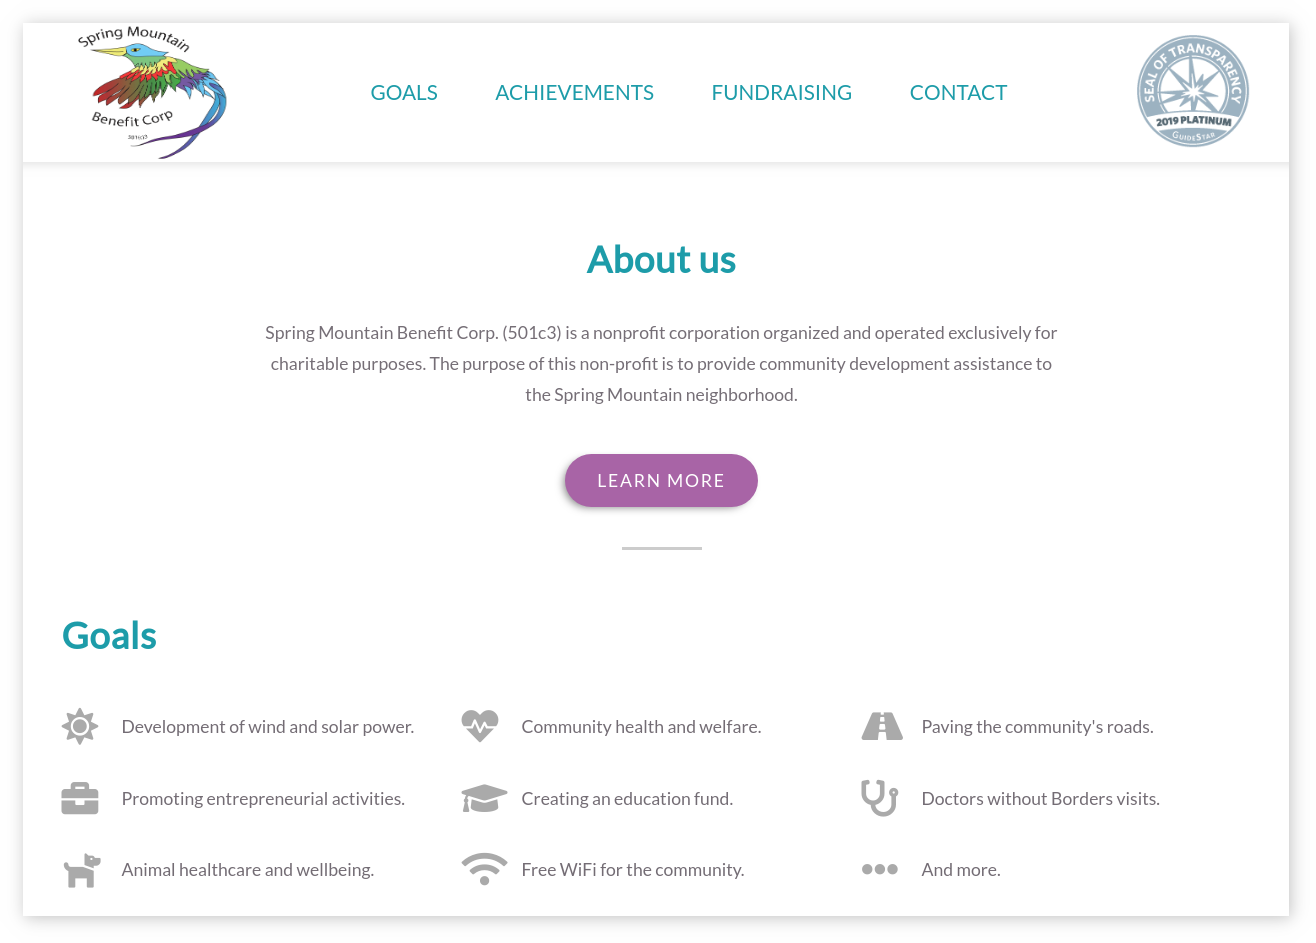 Spring Mountain
Benefit Corp
501(c)3
GOALS
ACHIEVEMENTS
FUNDRAISING
CONTACT
SEAL OF TRANSPARENCY
2019 PLATINUM
GUIDESTAR
About us
Spring Mountain Benefit Corp. (501c3) is a nonprofit corporation organized and operated exclusively for
charitable purposes. The purpose of this non-profit is to provide community development assistance to
the Spring Mountain neighborhood.
LEARN MORE
Goals
Development of wind and solar power.
Community health and welfare.
Paving the community's roads.
Promoting entrepreneurial activities.
Creating an education fund.
Doctors without Borders visits.
Animal healthcare and wellbeing.
Free WiFi for the community.
And more.